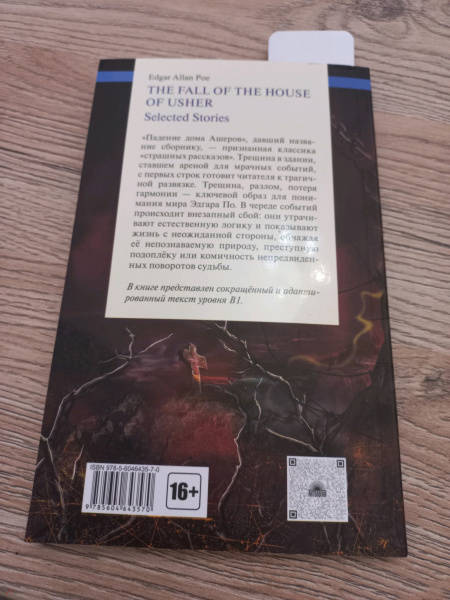 Edgar Allan Poe
THE FALL OF THE HOUSE
OF USHER
Selected Stories
«Падение дома Ашеров», давший назва-
ние сборнику, — признанная классика
«страшных рассказов». Трещина в здании,
ставшем ареной для мрачных событий,
с первых строк готовит читателя к трагич-
ной развязке. Трещина, разлом, потеря
гармонии — ключевой образ для пони-
мания мира Эдгара По. В череде событий
происходит внезапный сбой: они утрачи-
вают естественную логику и показывают
жизнь с неожиданной стороны, обнажая
её непознаваемую природу, преступную
подоплёку или комичность непредвиден-
ных поворотов судьбы.
В книге представлен сокращённый и адапти-
рованный текст уровня B1.
ISBN 978-5-6046435-7-0
9 785604 643570
16+